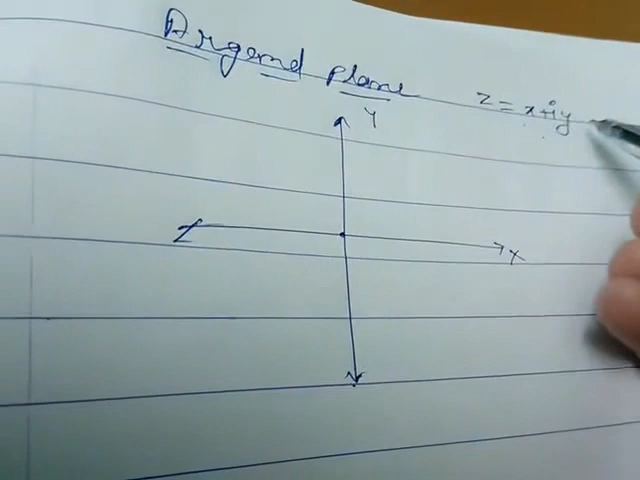 Argand plane
z = x+iy
Y
X